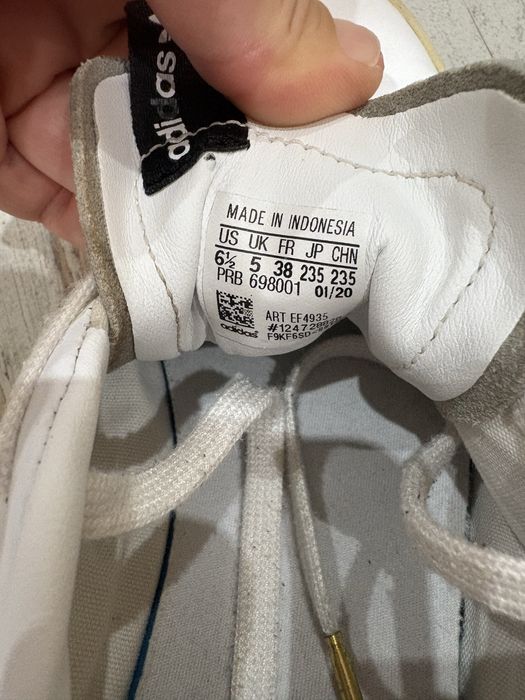 adidas
MADE IN INDONESIA
US UK FR JP CHN
6½ 5 38 235 235
PRB 698001 01/20
ART EF4935
adidas